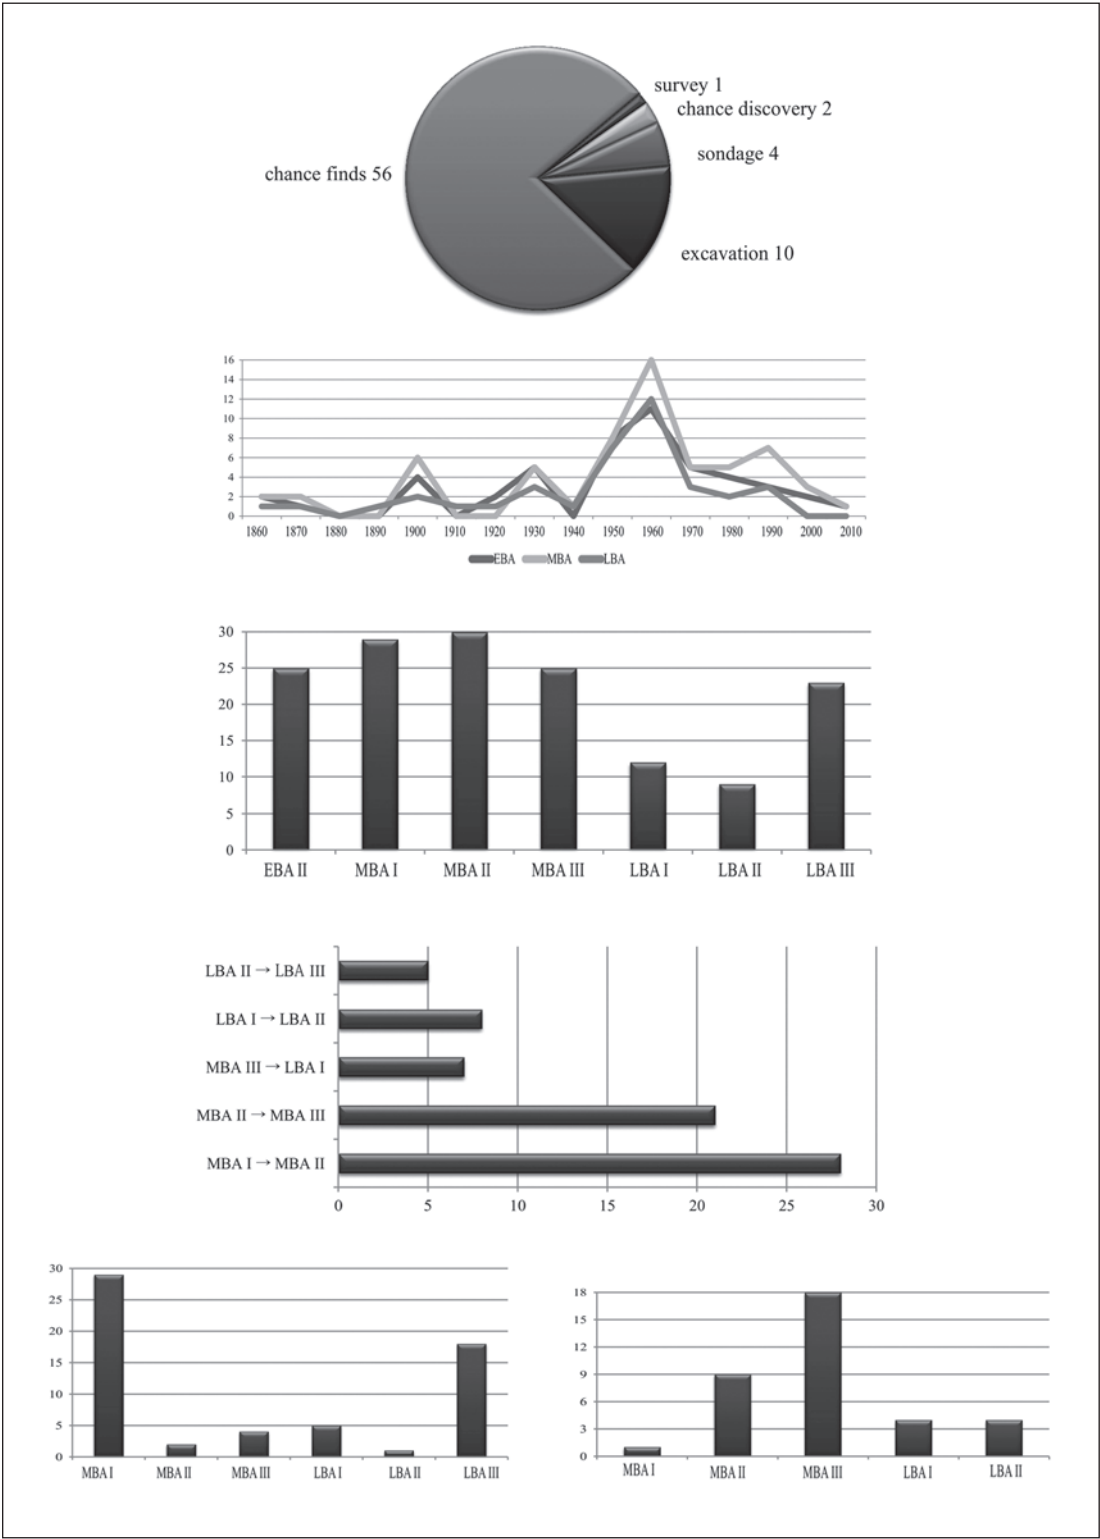 survey 1
chance discovery 2
sondage 4
chance finds 56
excavation 10
16
14
12
10
8
6
4
2
0
1860 1870 1880 1890 1900 1910 1920 1930 1940 1950 1960 1970 1980 1990 2000 2010
EBA MBA LBA
30
25
20
15
10
5
0
EBA II MBA I MBA II MBA III LBA I LBA II LBA III
LBA II → LBA III
LBA I → LBA II
MBA III → LBA I
MBA II → MBA III
MBA I → MBA II
0 5 10 15 20 25 30
30
25
20
15
10
5
0
MBA I MBA II MBA III LBA I LBA II LBA III
18
15
12
9
6
3
0
MBA I MBA II MBA III LBA I LBA II